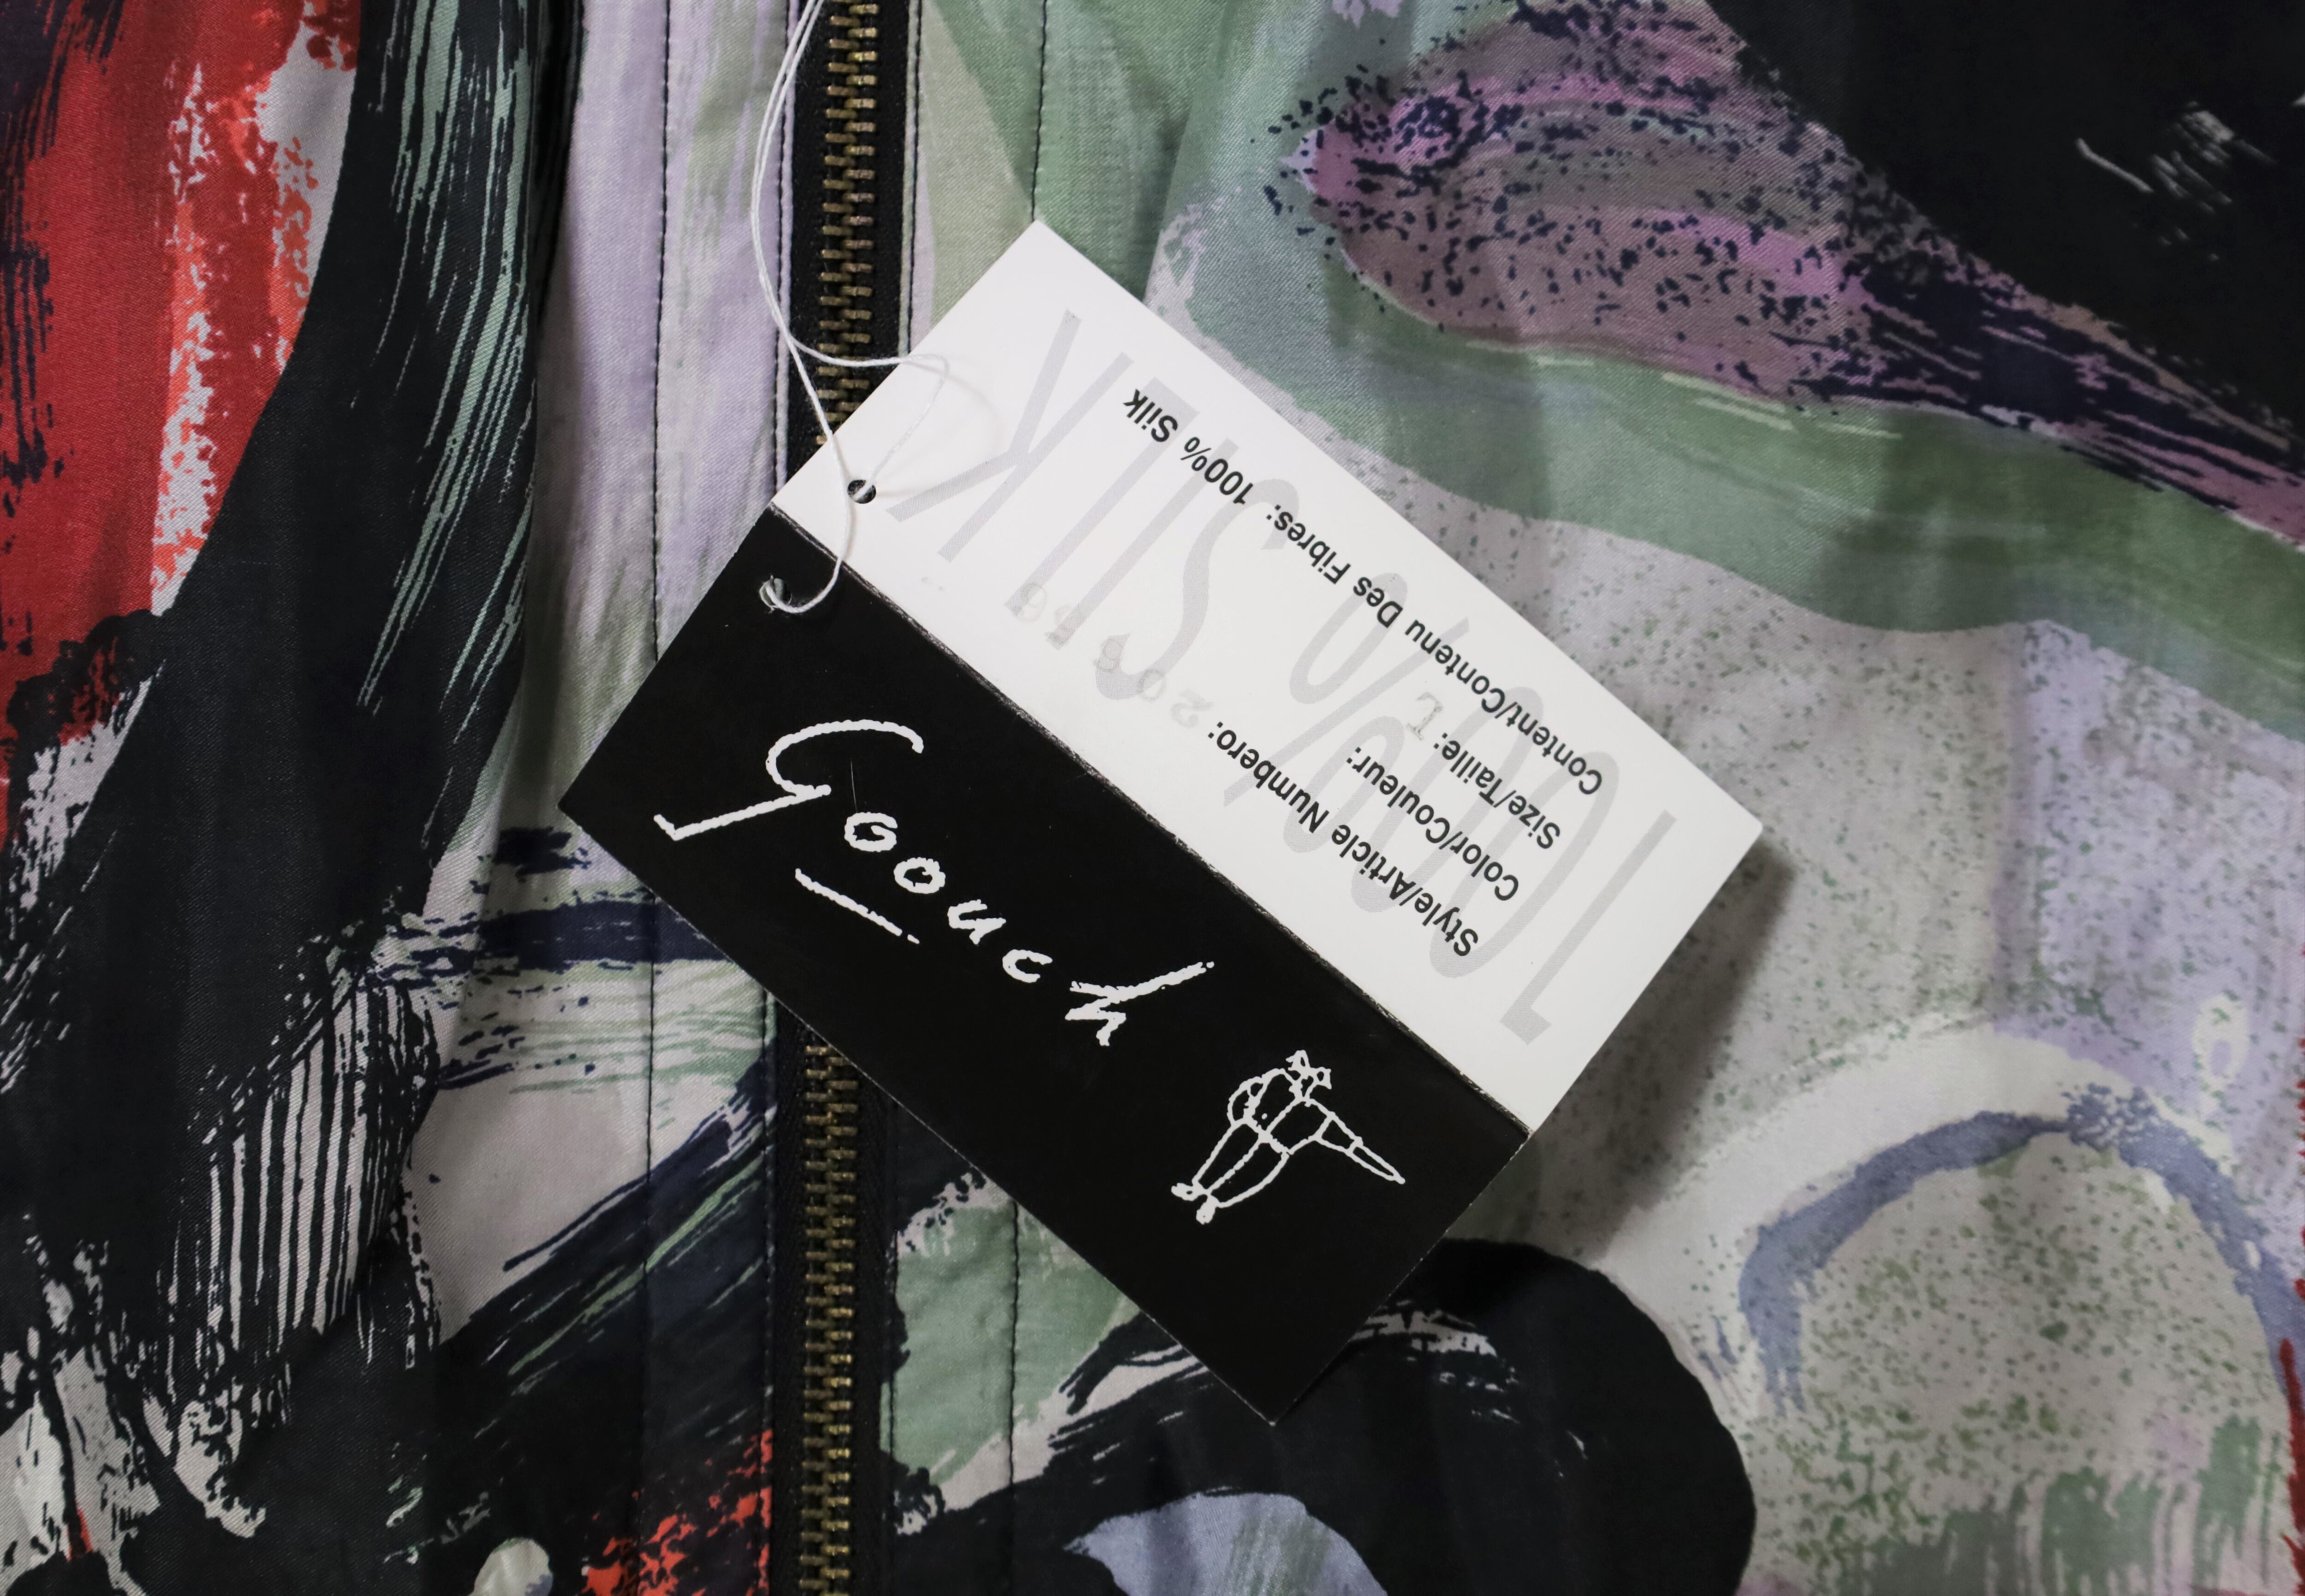 Goouch
100% SILK
Style/Article Numbero:
Color/Couleur:
Size/Taille:
Content/Contenu Des Fibres: 100% Silk